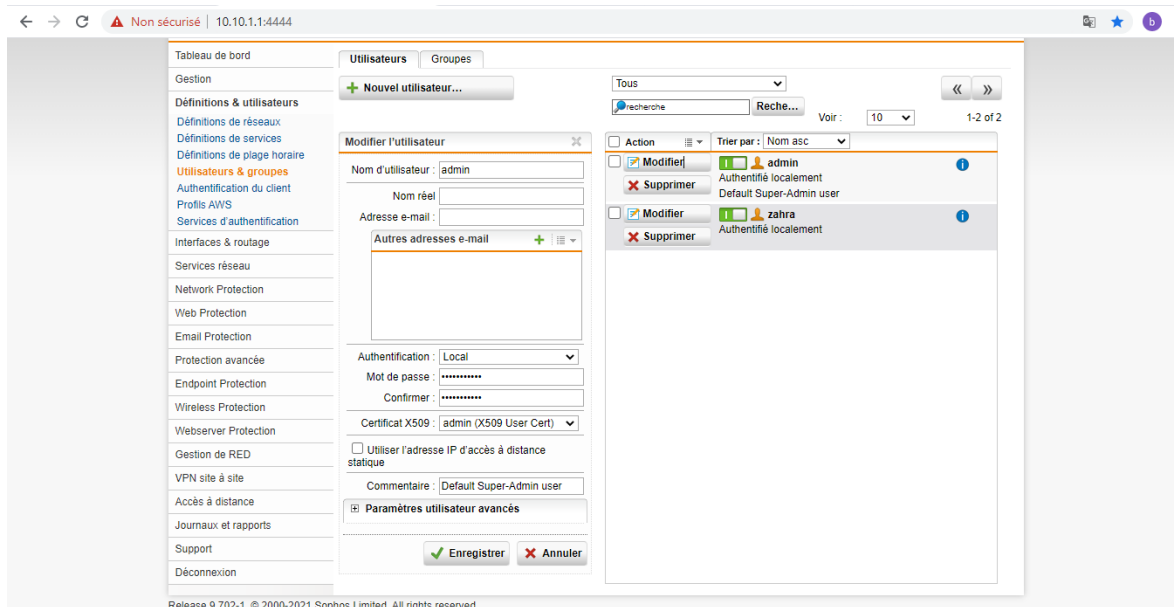 Non sécurisé | 10.10.1.1:4444
b
Tableau de bord
Gestion
Définitions & utilisateurs
Définitions de réseaux
Définitions de services
Définitions de plage horaire
Utilisateurs & groupes
Authentification du client
Profils AWS
Services d'authentification
Interfaces & routage
Services réseau
Network Protection
Web Protection
Email Protection
Protection avancée
Endpoint Protection
Wireless Protection
Webserver Protection
Gestion de RED
VPN site à site
Accès à distance
Journaux et rapports
Support
Déconnexion
Utilisateurs Groupes
Nouvel utilisateur...
Modifier l'utilisateur
Nom d'utilisateur : admin
Nom réel
Adresse e-mail :
Autres adresses e-mail
Authentification : Local
Mot de passe : •••••••••••
Confirmer : •••••••••••
Certificat X509 : admin (X509 User Cert)
Utiliser l'adresse IP d'accès à distance
statique
Commentaire : Default Super-Admin user
Paramètres utilisateur avancés
Enregistrer Annuler
Tous
recherche Reche...
Voir : 10 1-2 of 2
Action Trier par : Nom asc
Modifier admin
Authentifié localement
Supprimer Default Super-Admin user
Modifier zahra
Authentifié localement
Supprimer
Release 9.702-1 © 2000-2021 Sophos Limited. All rights reserved.